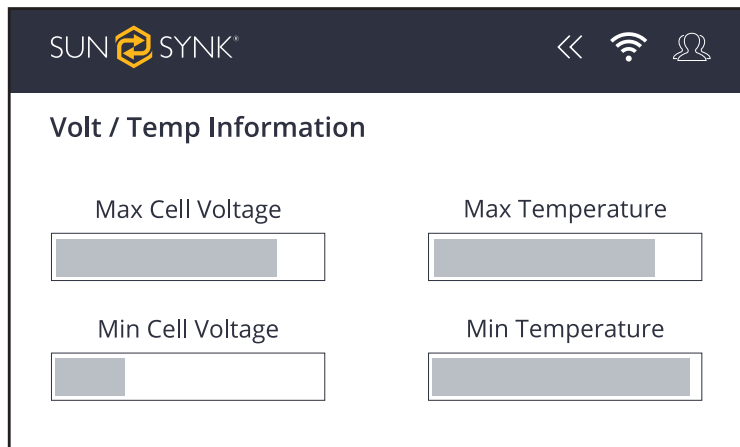 SUN SYNK®
Volt / Temp Information
Max Cell Voltage
Max Temperature
Min Cell Voltage
Min Temperature